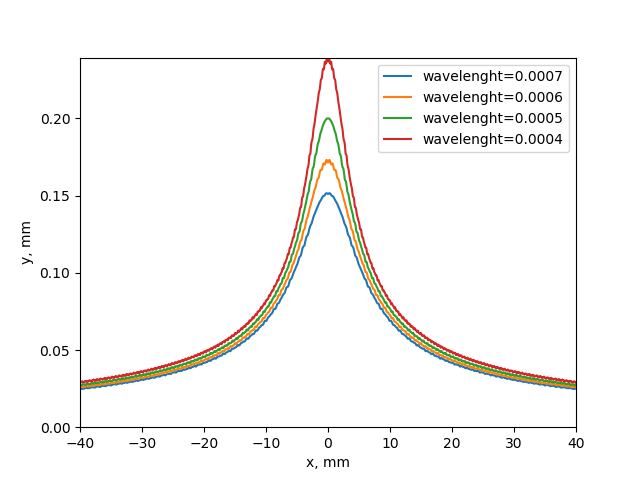 wavelenght=0.0007
wavelenght=0.0006
wavelenght=0.0005
wavelenght=0.0004
0.20
0.15
0.10
0.05
0.00
y, mm
−40 −30 −20 −10 0 10 20 30 40
x, mm